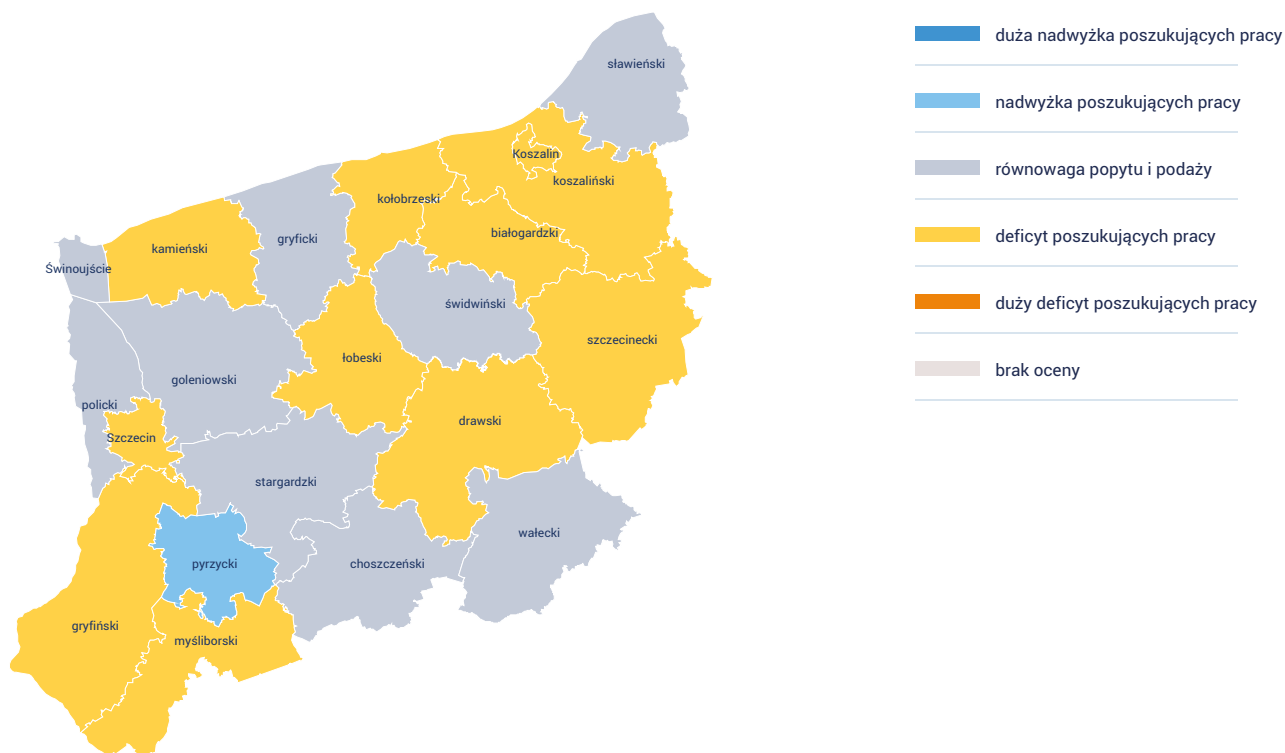 duża nadwyżka poszukujących pracy
nadwyżka poszukujących pracy
równowaga popytu i podaży
deficyt poszukujących pracy
duży deficyt poszukujących pracy
brak oceny
sławieński
Koszalin
koszaliński
kołobrzeski
białogardzki
gryficki
kamieński
Świnoujście
świdwiński
szczecinecki
łobeski
goleniowski
policki
drawski
Szczecin
stargardzki
wałecki
choszczeński
pyrzycki
gryfiński
myśliborski